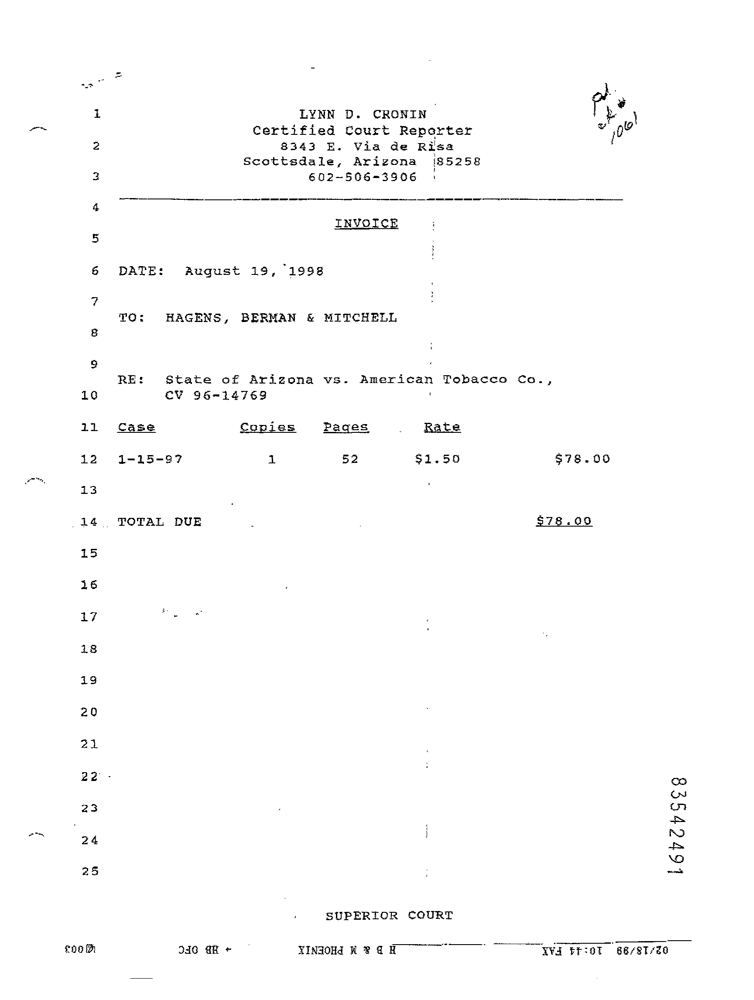 pd.
ck #
1061
1 LYNN D. CRONIN
Certified Court Reporter
2 8343 E. Via de Risa
Scottsdale, Arizona 85258
3 602-506-3906
4
INVOICE
5
6 DATE: August 19, 1998
7
TO: HAGENS, BERMAN & MITCHELL
8
9
RE: State of Arizona vs. American Tobacco Co.,
10 CV 96-14769
11 Case Copies Pages Rate
12 1-15-97 1 52 $1.50 $78.00
13
14 TOTAL DUE $78.00
15
16
17
18
19
20
21
22
23
24
25
83542491
SUPERIOR COURT
02/18/99 10:44 FAX H B & M PHOENIX → HB OFC 003